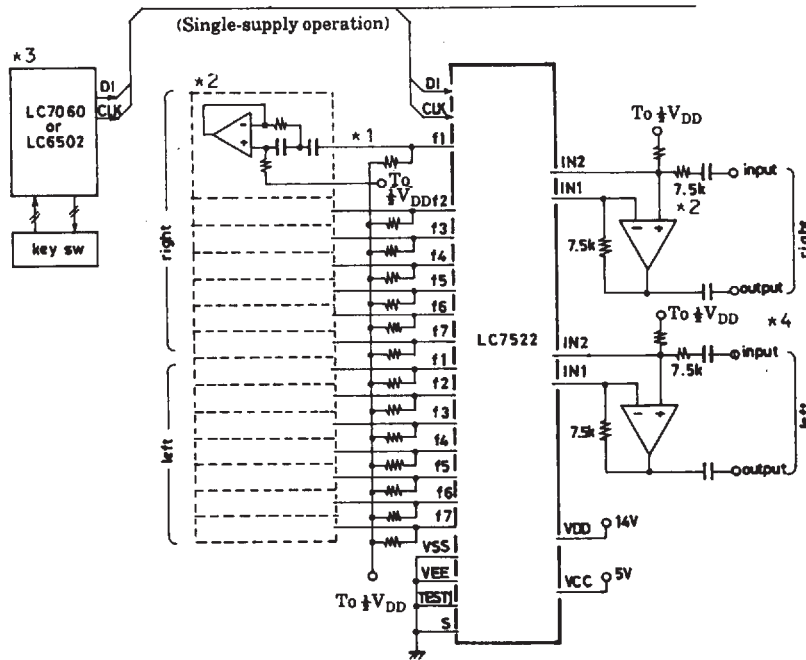 (Single-supply operation)
*3
LC7060
or
LC6502
DI
CLK
key sw
*2
*1
To
½VDD
right
left
DI
CLK
f1
f2
f3
f4
f5
f6
f7
f1
f2
f3
f4
f5
f6
f7
VSS
VEE
TEST1
S
To ½VDD
LC7522
IN2
IN1
To ½VDD
7.5k
input
*2
7.5k
output
right
To ½VDD
*4
IN2
IN1
7.5k
input
7.5k
output
left
VDD
14V
VCC
5V